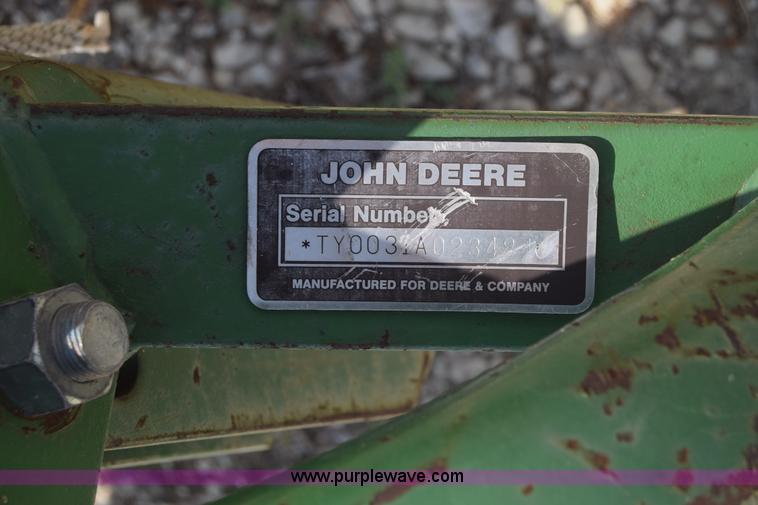 JOHN DEERE
Serial Number
MANUFACTURED FOR DEERE & COMPANY
www.purplewave.com